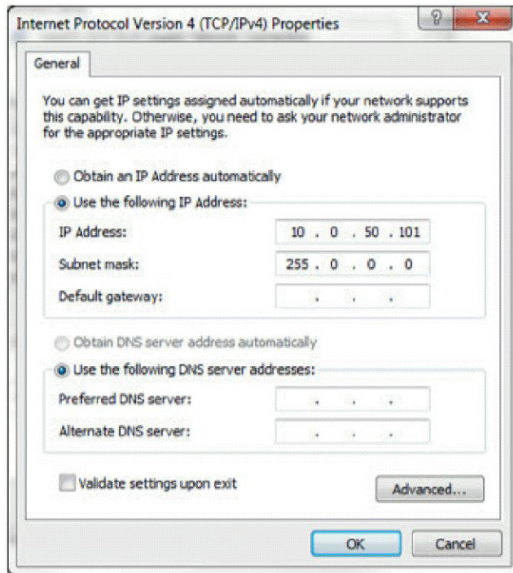 Internet Protocol Version 4 (TCP/IPv4) Properties
General
You can get IP settings assigned automatically if your network supports
this capability. Otherwise, you need to ask your network administrator
for the appropriate IP settings.
Obtain an IP Address automatically
Use the following IP Address:
IP Address: 10 . 0 . 50 . 101
Subnet mask: 255 . 0 . 0 . 0
Default gateway: . . .
Obtain DNS server address automatically
Use the following DNS server addresses:
Preferred DNS server: . . .
Alternate DNS server: . . .
Validate settings upon exit
Advanced...
OK Cancel